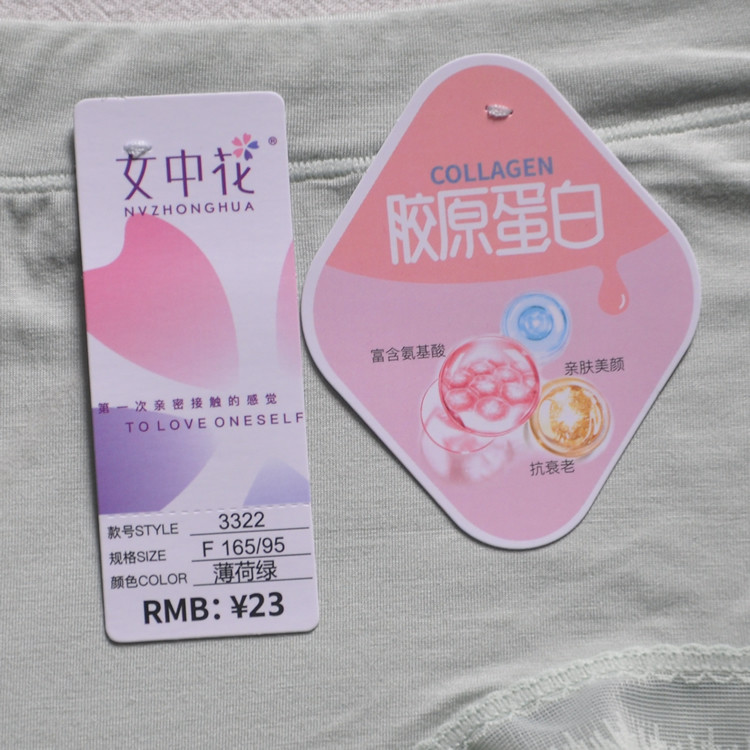 女中花®
NVZHONGHUA
第一次亲密接触的感觉
TO LOVE ONESELF
款号STYLE 3322
规格SIZE F 165/95
颜色COLOR 薄荷绿
RMB: ¥23
COLLAGEN
胶原蛋白
富含氨基酸
亲肤美颜
抗衰老